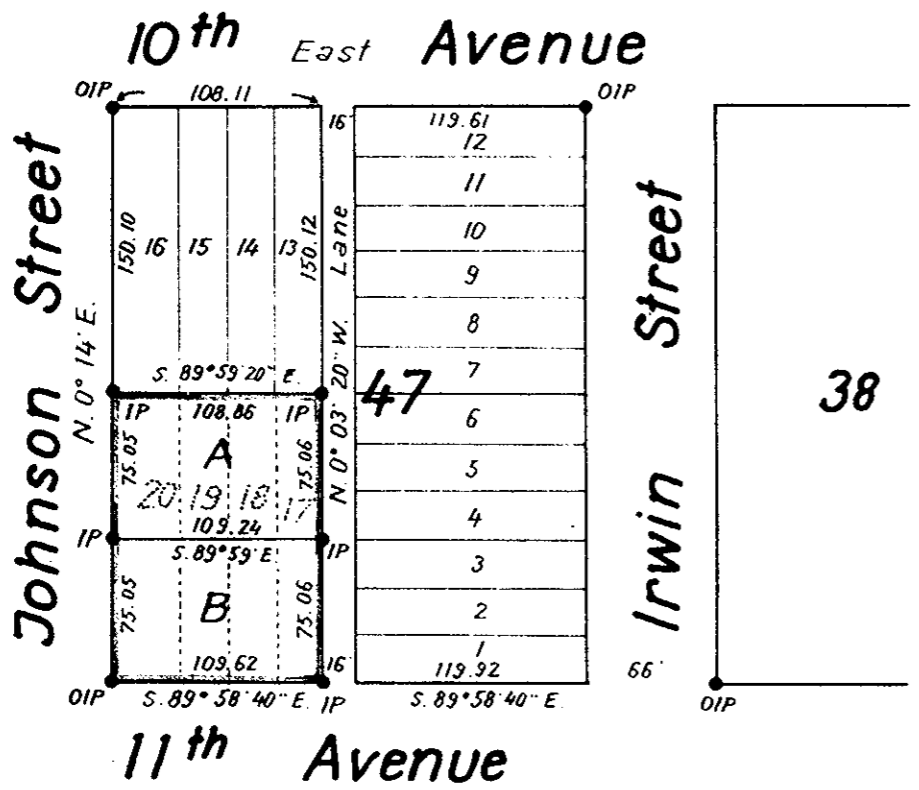 10th East Avenue
OIP 108.11 OIP
16' 119.61
12
11
Johnson Street
N. 0° 14' E.
150.10 16 15 14 13 150.12
Lane
N. 0° 03' 20" W.
10
9
8
7
Irwin Street
S. 89° 59' 20" E.
47
38
IP 108.86 IP
6
75.05 A 75.06
5
20 19 18 17
109.24
4
IP S. 89° 59' E. IP
3
75.05 B 75.06
2
1
109.62 16' 119.92 66'
OIP S. 89° 58' 40" E. IP S. 89° 58' 40" E. OIP
11th Avenue